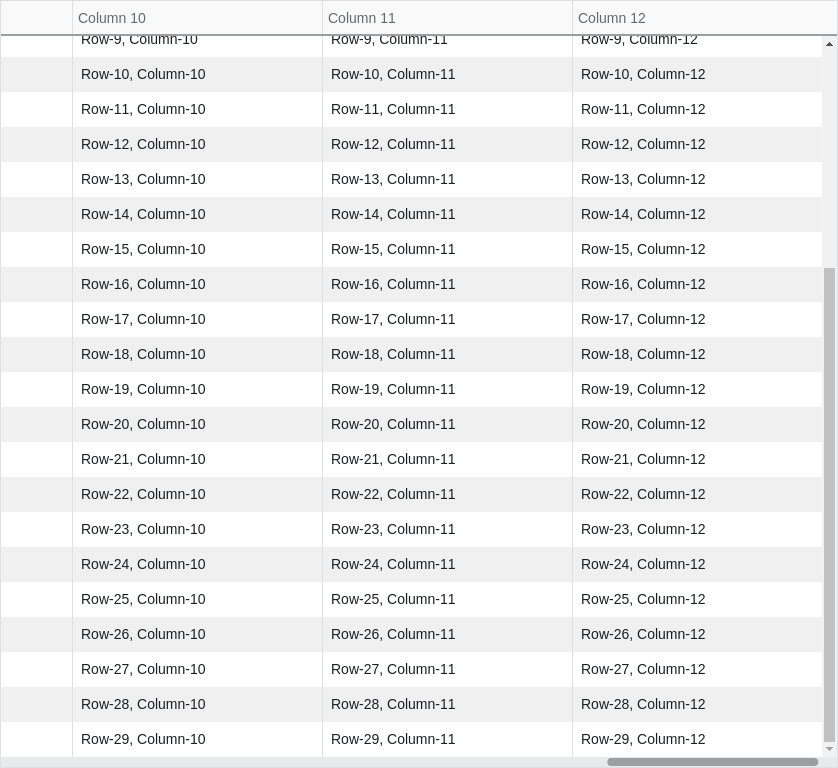 Column 10 Column 11 Column 12
Row-9, Column-10 Row-9, Column-11 Row-9, Column-12
Row-10, Column-10 Row-10, Column-11 Row-10, Column-12
Row-11, Column-10 Row-11, Column-11 Row-11, Column-12
Row-12, Column-10 Row-12, Column-11 Row-12, Column-12
Row-13, Column-10 Row-13, Column-11 Row-13, Column-12
Row-14, Column-10 Row-14, Column-11 Row-14, Column-12
Row-15, Column-10 Row-15, Column-11 Row-15, Column-12
Row-16, Column-10 Row-16, Column-11 Row-16, Column-12
Row-17, Column-10 Row-17, Column-11 Row-17, Column-12
Row-18, Column-10 Row-18, Column-11 Row-18, Column-12
Row-19, Column-10 Row-19, Column-11 Row-19, Column-12
Row-20, Column-10 Row-20, Column-11 Row-20, Column-12
Row-21, Column-10 Row-21, Column-11 Row-21, Column-12
Row-22, Column-10 Row-22, Column-11 Row-22, Column-12
Row-23, Column-10 Row-23, Column-11 Row-23, Column-12
Row-24, Column-10 Row-24, Column-11 Row-24, Column-12
Row-25, Column-10 Row-25, Column-11 Row-25, Column-12
Row-26, Column-10 Row-26, Column-11 Row-26, Column-12
Row-27, Column-10 Row-27, Column-11 Row-27, Column-12
Row-28, Column-10 Row-28, Column-11 Row-28, Column-12
Row-29, Column-10 Row-29, Column-11 Row-29, Column-12